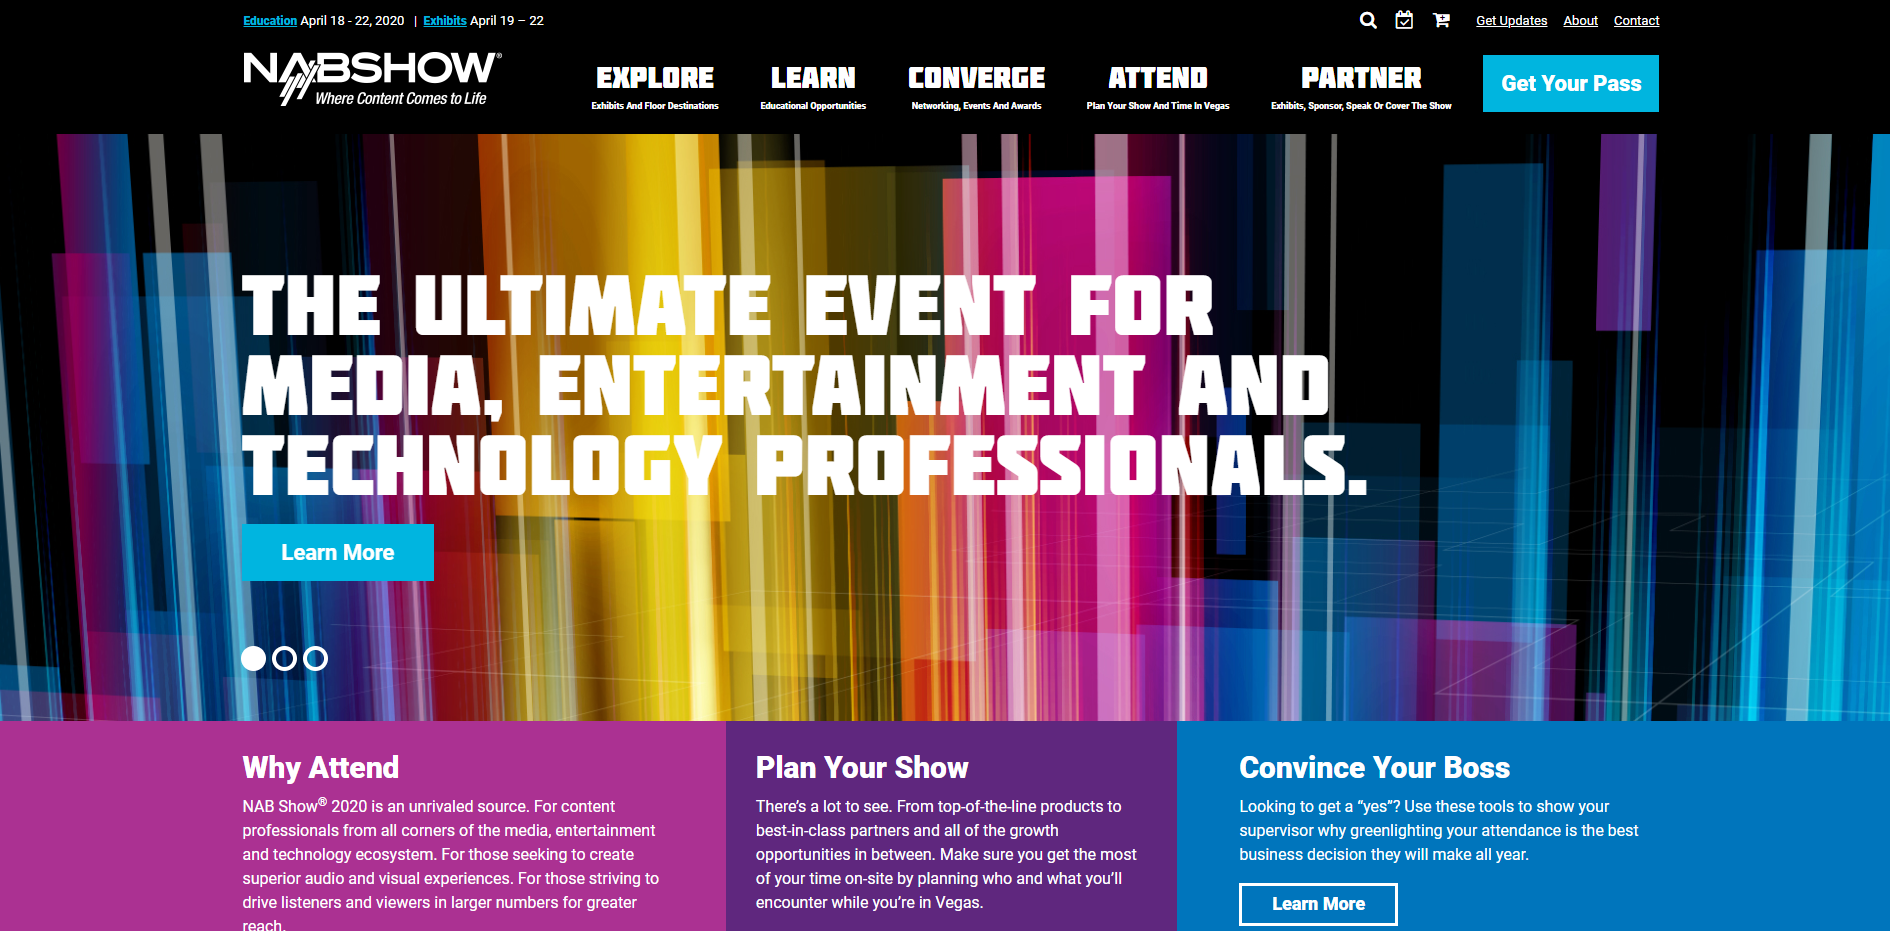 Education April 18 - 22, 2020 | Exhibits April 19 – 22
Get Updates About Contact
NABSHOW®
Where Content Comes to Life
EXPLORE
Exhibits And Floor Destinations
LEARN
Educational Opportunities
CONVERGE
Networking, Events And Awards
ATTEND
Plan Your Show And Time In Vegas
PARTNER
Exhibits, Sponsor, Speak Or Cover The Show
Get Your Pass
THE ULTIMATE EVENT FOR
MEDIA, ENTERTAINMENT AND
TECHNOLOGY PROFESSIONALS.
Learn More
Why Attend
NAB Show® 2020 is an unrivaled source. For content
professionals from all corners of the media, entertainment
and technology ecosystem. For those seeking to create
superior audio and visual experiences. For those striving to
drive listeners and viewers in larger numbers for greater
reach.
Plan Your Show
There’s a lot to see. From top-of-the-line products to
best-in-class partners and all of the growth
opportunities in between. Make sure you get the most
of your time on-site by planning who and what you’ll
encounter while you’re in Vegas.
Convince Your Boss
Looking to get a “yes”? Use these tools to show your
supervisor why greenlighting your attendance is the best
business decision they will make all year.
Learn More